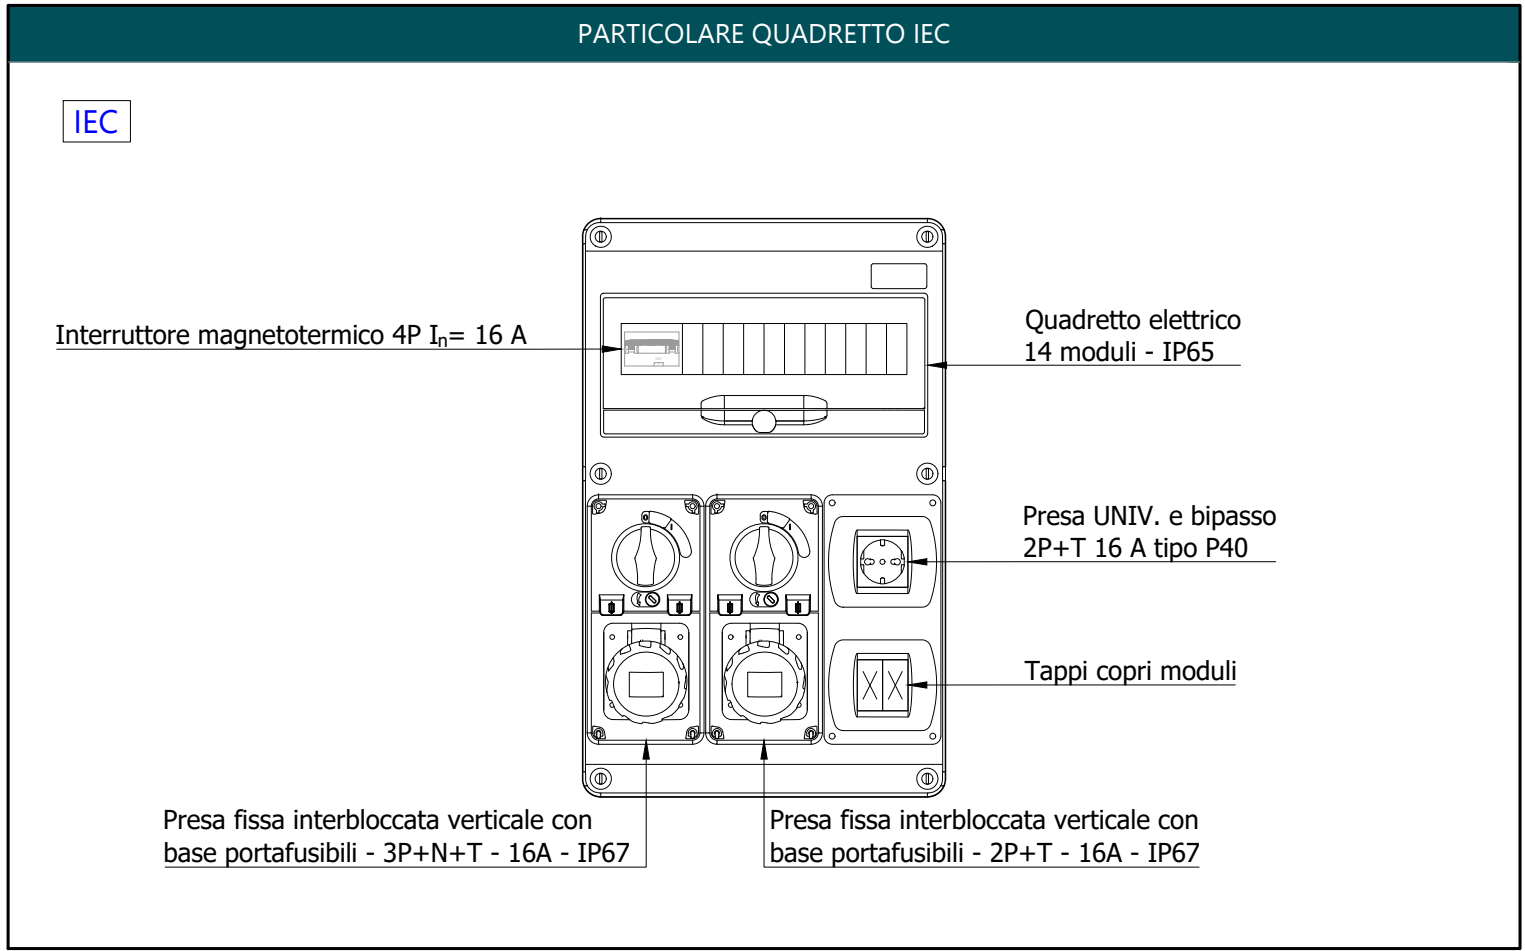 PARTICOLARE QUADRETTO IEC
IEC
Interruttore magnetotermico 4P Iₙ= 16 A
Quadretto elettrico
14 moduli - IP65
Presa UNIV. e bipasso
2P+T 16 A tipo P40
Tappi copri moduli
Presa fissa interbloccata verticale con
base portafusibili - 3P+N+T - 16A - IP67
Presa fissa interbloccata verticale con
base portafusibili - 2P+T - 16A - IP67